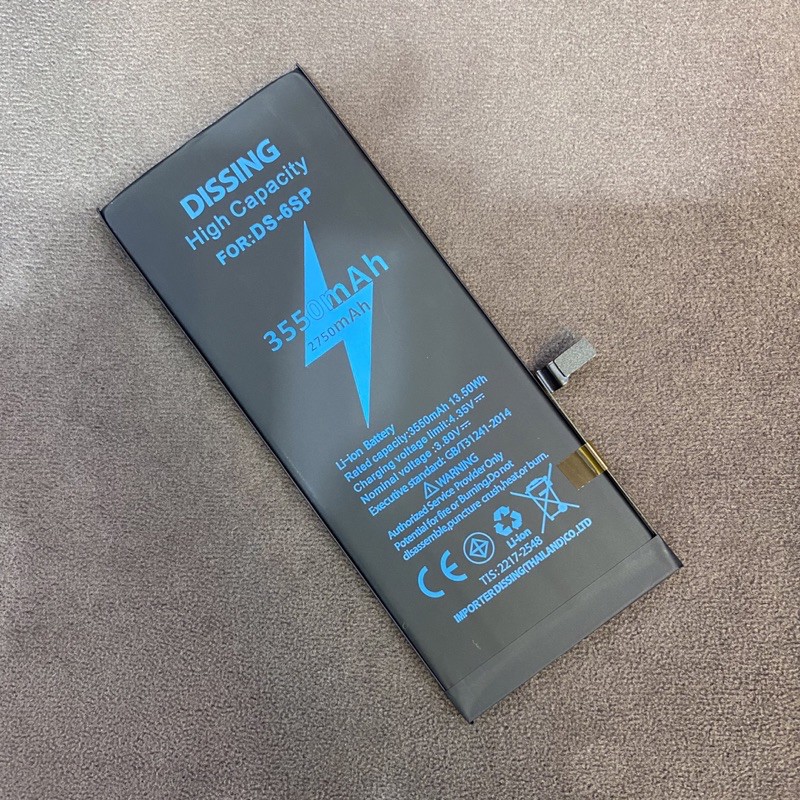 DISSING
High Capacity
FOR:DS-6SP
3550mAh
2750mAh
Li-ion Battery
Rated capacity:3550mAh 13.50Wh
Charging voltage limit:4.35V⎓
Nominal voltage :3.80V⎓
Executive standard: GB/T31241-2014
WARNING
Authorized Service Provider Only
Potential for fire or Burning.Do not
disassemble,puncture crush,heat,or burn.
CE
Li-ion
TIS: 2217-2548
IMPORTER DISSING(THAILAND)CO,.LTD